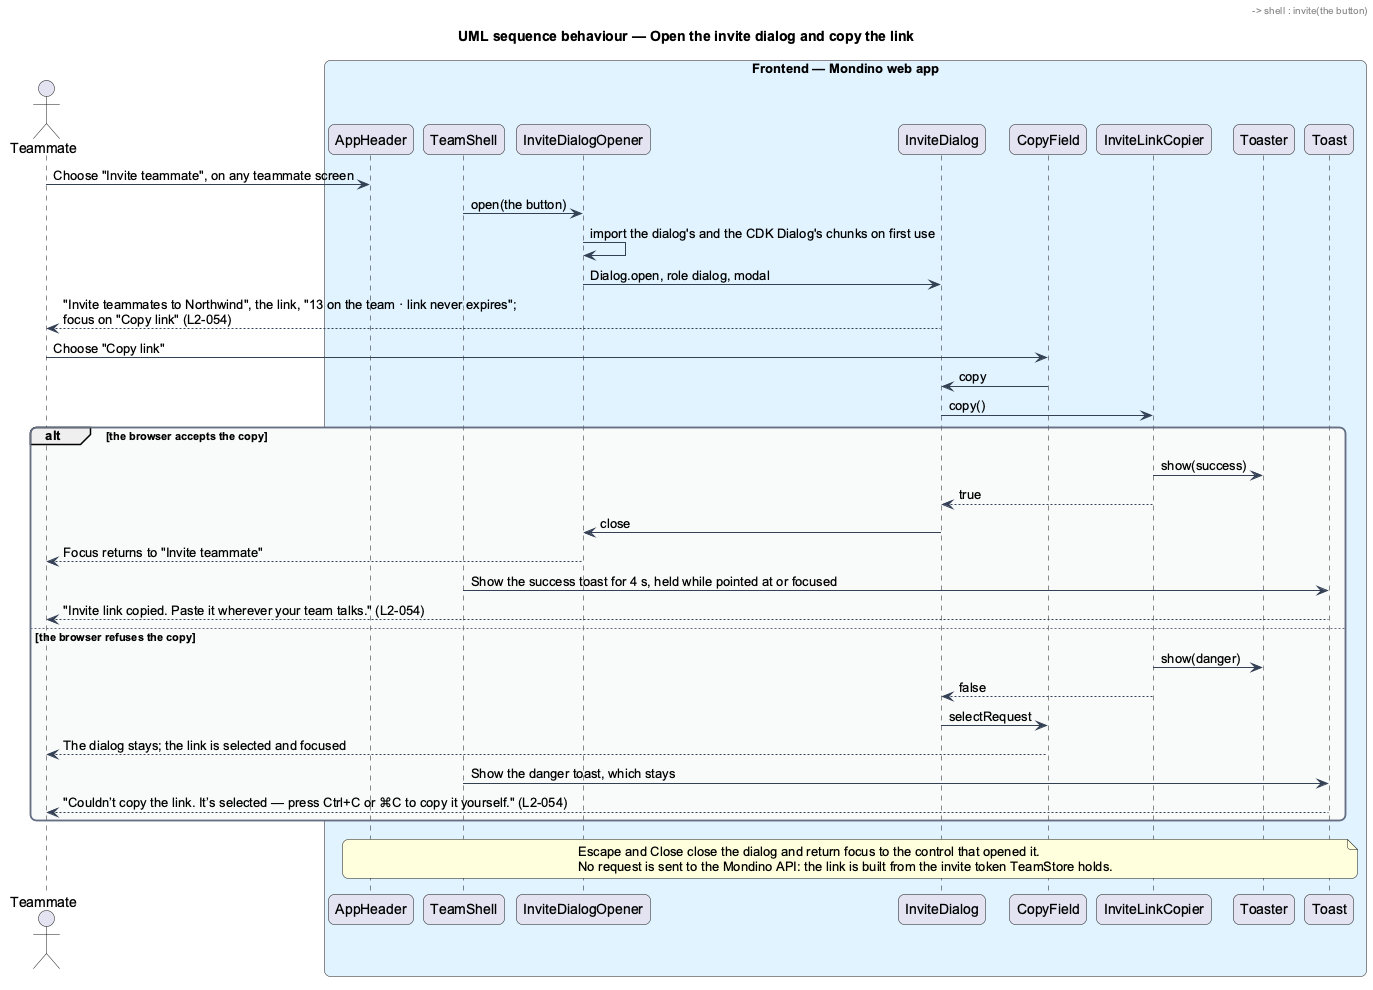 -> shell : invite(the button)
UML sequence behaviour — Open the invite dialog and copy the link
Frontend — Mondino web app
Teammate
AppHeader
TeamShell
InviteDialogOpener
InviteDialog
CopyField
InviteLinkCopier
Toaster
Toast
Choose "Invite teammate", on any teammate screen
open(the button)
import the dialog's and the CDK Dialog's chunks on first use
Dialog.open, role dialog, modal
"Invite teammates to Northwind", the link, "13 on the team · link never expires";
focus on "Copy link" (L2-054)
Choose "Copy link"
copy
copy()
alt
[the browser accepts the copy]
show(success)
true
close
Focus returns to "Invite teammate"
Show the success toast for 4 s, held while pointed at or focused
"Invite link copied. Paste it wherever your team talks." (L2-054)
[the browser refuses the copy]
show(danger)
false
selectRequest
The dialog stays; the link is selected and focused
Show the danger toast, which stays
"Couldn’t copy the link. It’s selected — press Ctrl+C or ⌘C to copy it yourself." (L2-054)
Escape and Close close the dialog and return focus to the control that opened it.
No request is sent to the Mondino API: the link is built from the invite token TeamStore holds.
Teammate
AppHeader
TeamShell
InviteDialogOpener
InviteDialog
CopyField
InviteLinkCopier
Toaster
Toast